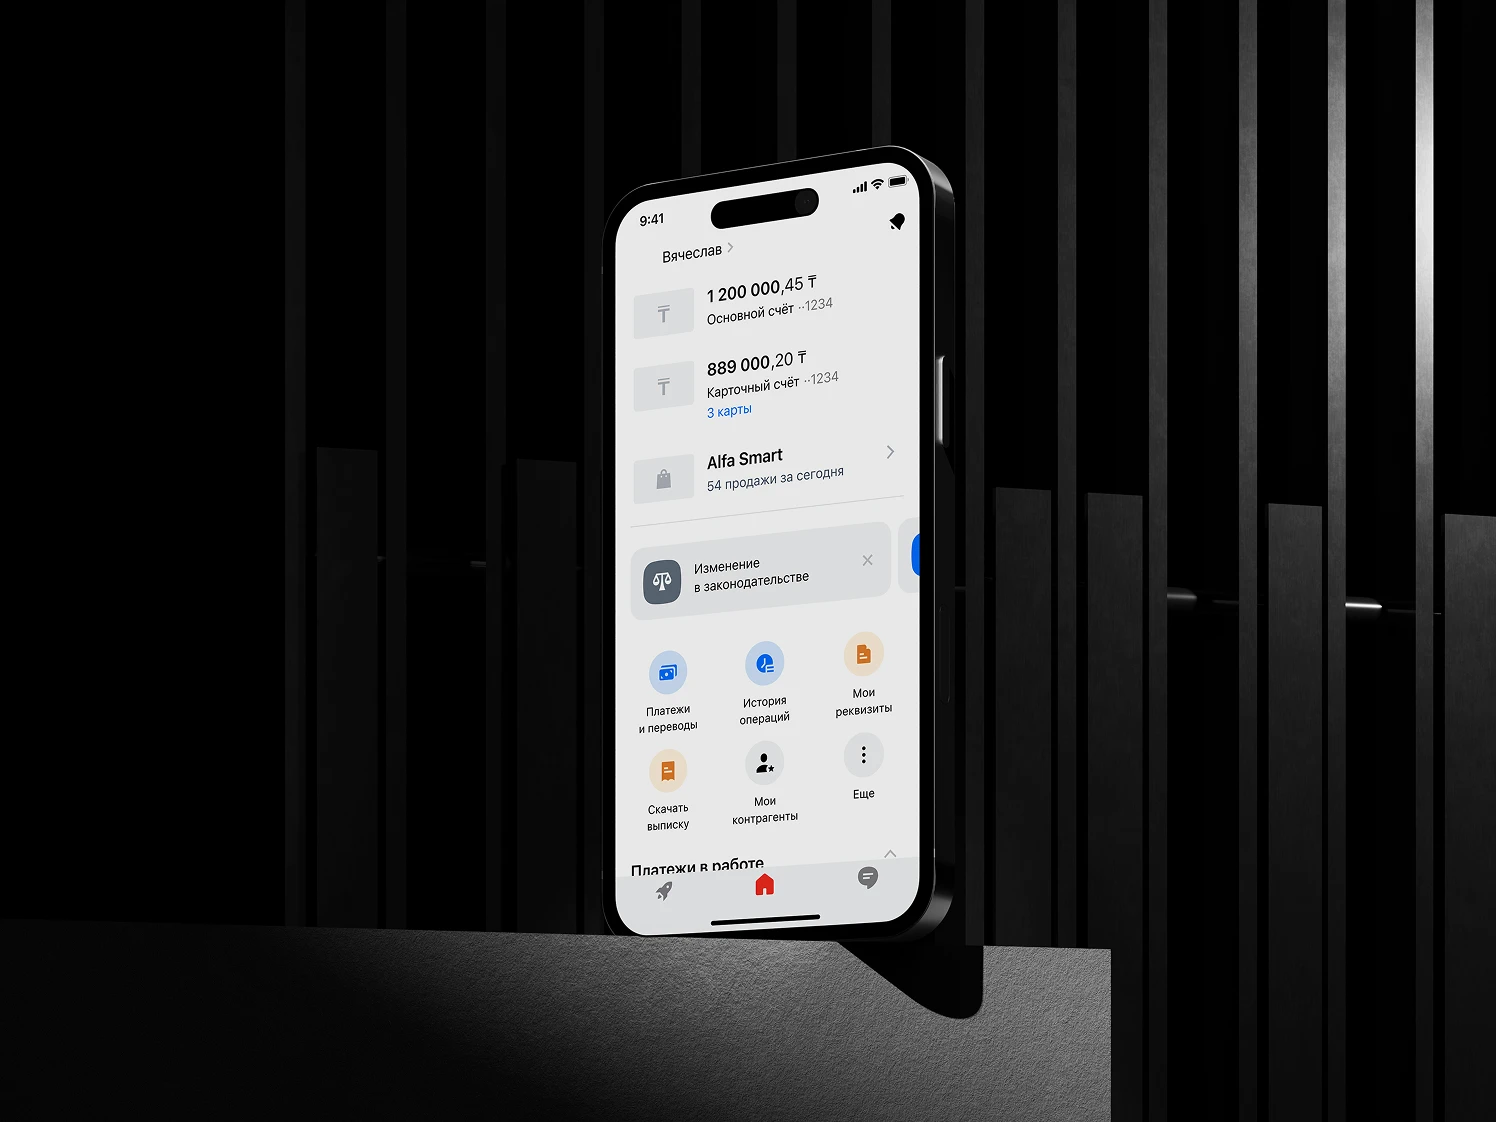 9:41
Вячеслав
1 200 000,45 ₸
Основной счёт ··1234
889 000,20 ₸
Карточный счёт ··1234
3 карты
Alfa Smart
54 продажи за сегодня
Изменение
в законодательстве
Платежи
и переводы
История
операций
Мои
реквизиты
Скачать
выписку
Мои
контрагенты
Еще
Платежи в работе